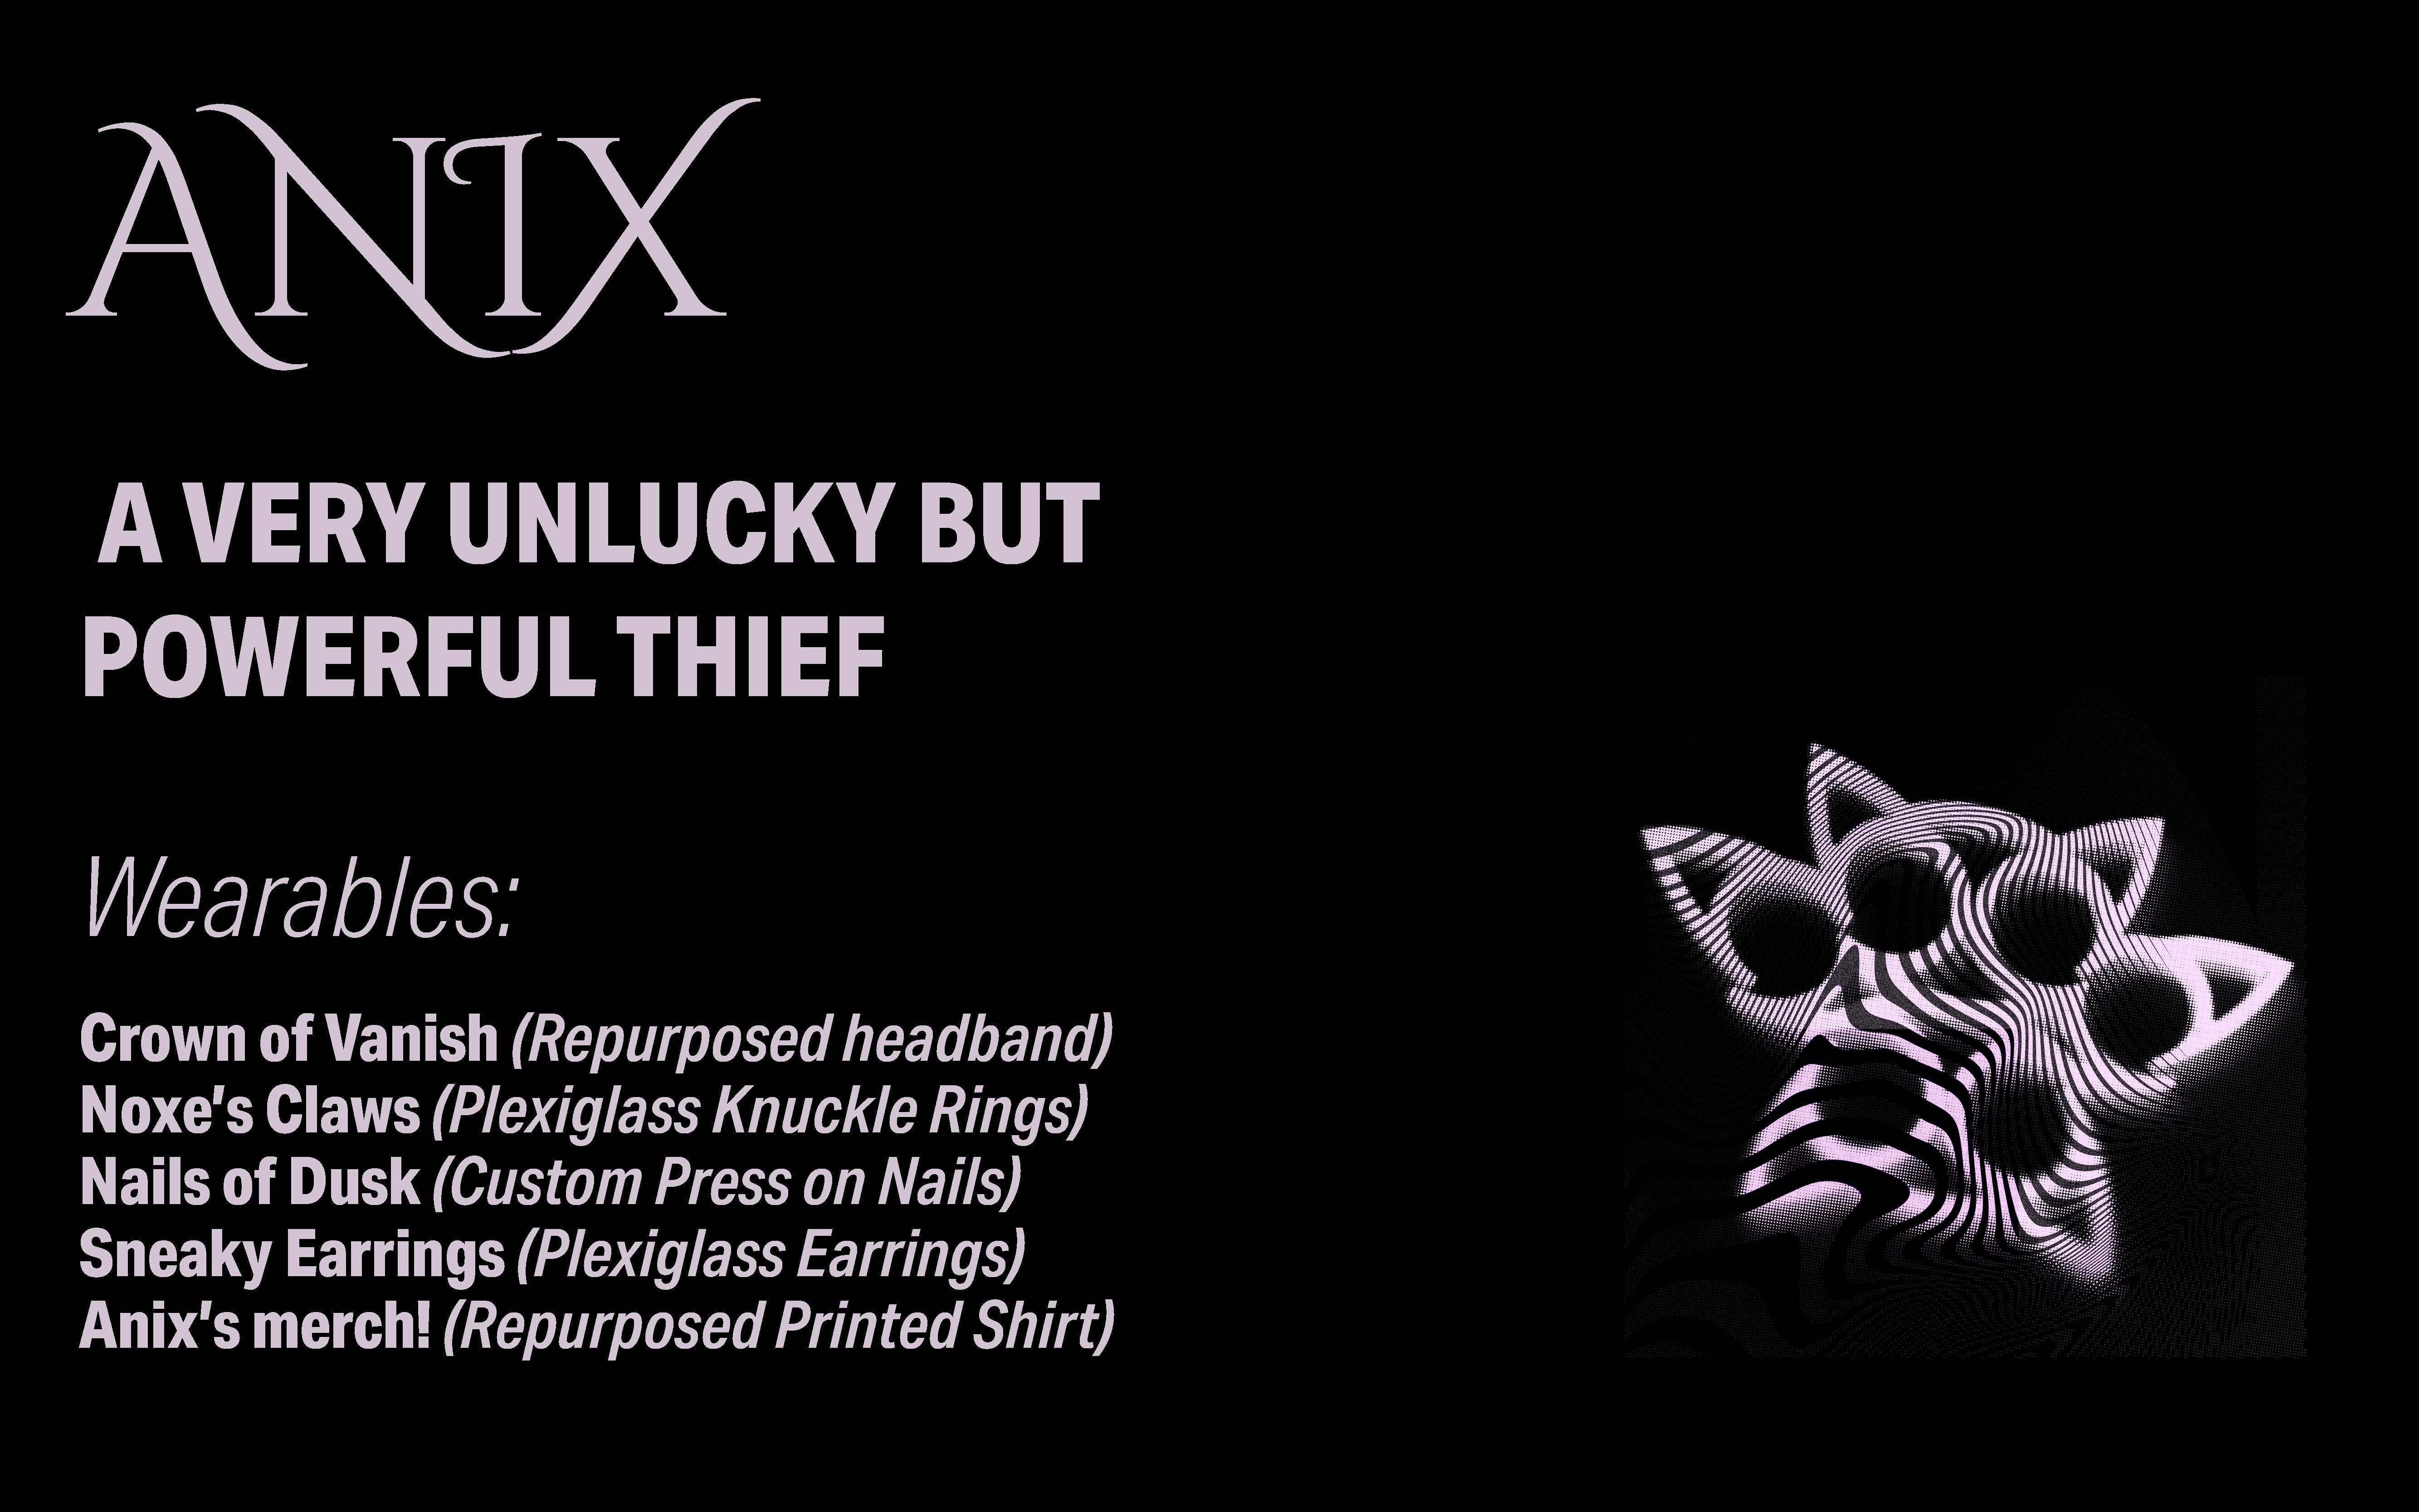 ANIX
A VERY UNLUCKY BUT
POWERFUL THIEF
Wearables:
Crown of Vanish (Repurposed headband)
Noxe's Claws (Plexiglass Knuckle Rings)
Nails of Dusk (Custom Press on Nails)
Sneaky Earrings (Plexiglass Earrings)
Anix's merch! (Repurposed Printed Shirt)